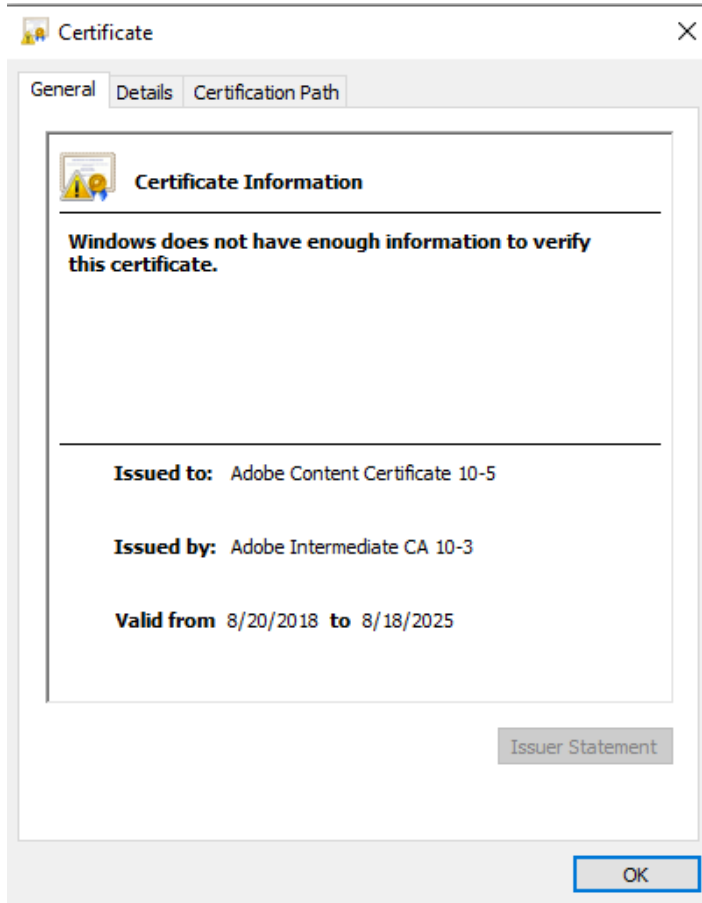 Certificate
General Details Certification Path
Certificate Information
Windows does not have enough information to verify
this certificate.
Issued to: Adobe Content Certificate 10-5
Issued by: Adobe Intermediate CA 10-3
Valid from 8/20/2018 to 8/18/2025
Issuer Statement
OK